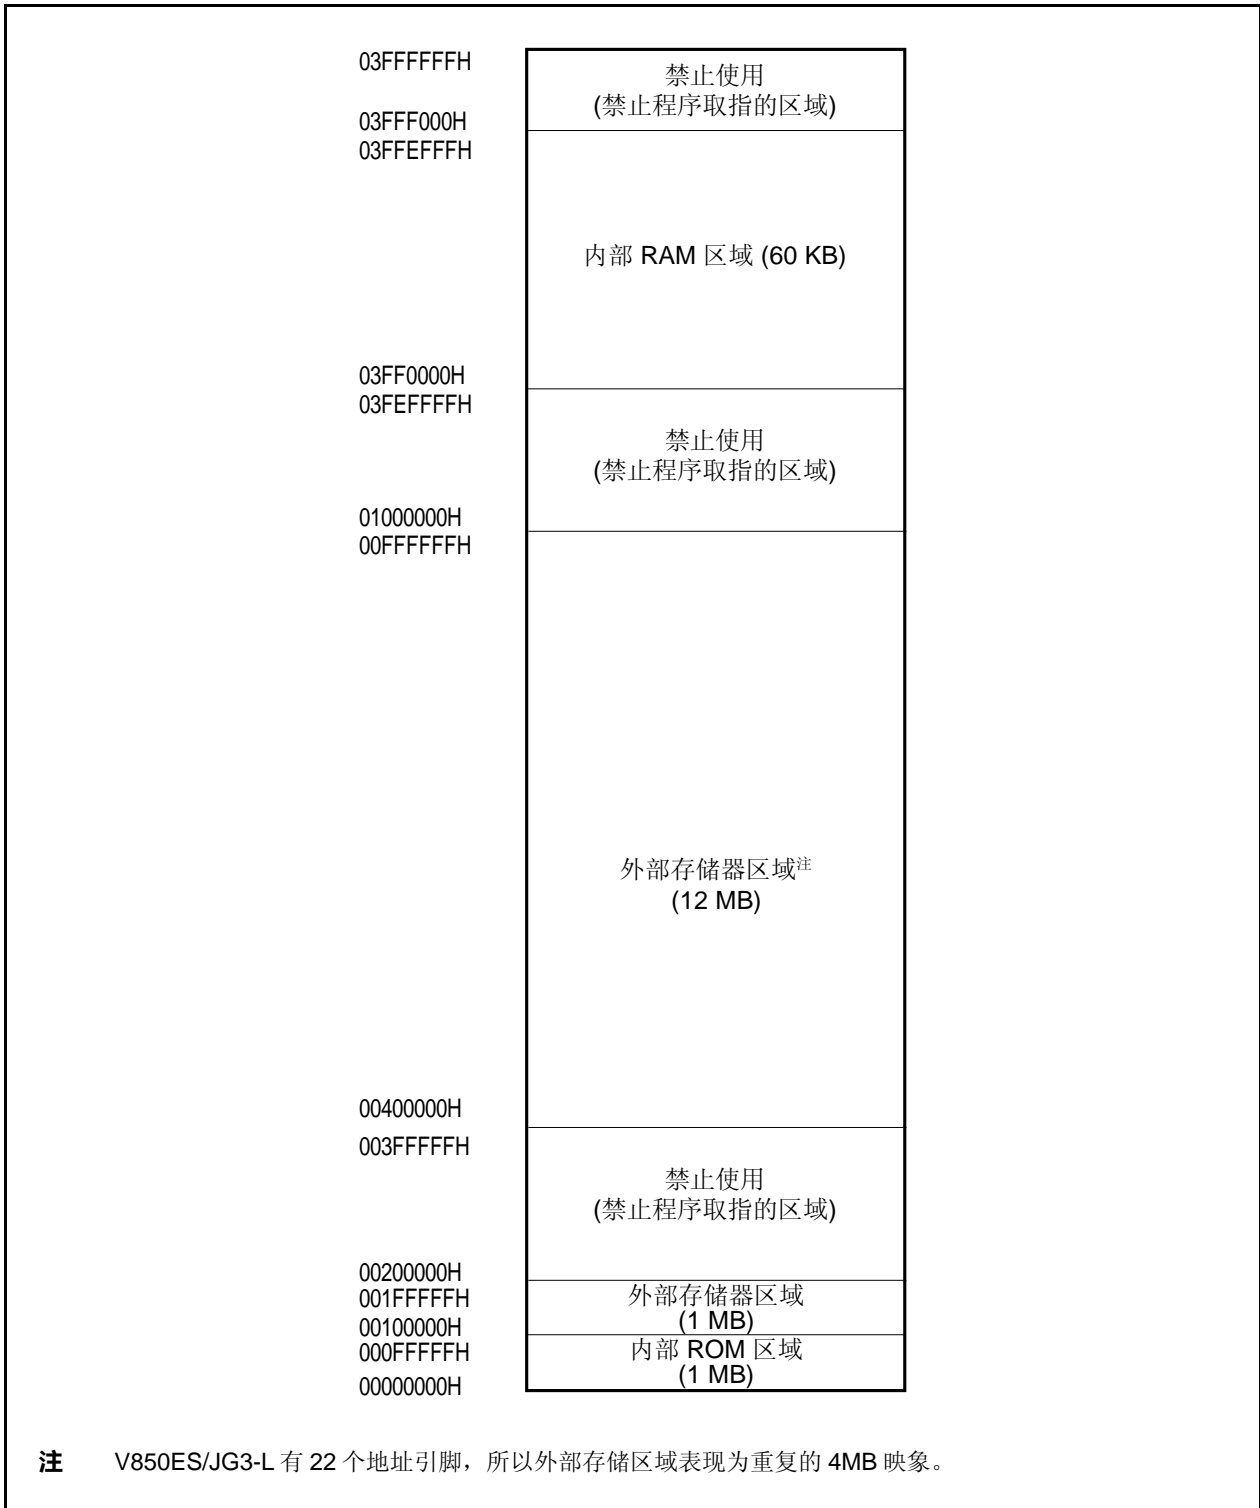 03FFFFFFH
禁止使用
(禁止程序取指的区域)
03FFF000H
03FFEFFFH
内部 RAM 区域 (60 KB)
03FF0000H
03FEFFFFH
禁止使用
(禁止程序取指的区域)
01000000H
00FFFFFFH
外部存储器区域注
(12 MB)
00400000H
003FFFFFH
禁止使用
(禁止程序取指的区域)
00200000H
001FFFFFH
外部存储器区域
(1 MB)
00100000H
000FFFFFH
内部 ROM 区域
(1 MB)
00000000H
注 V850ES/JG3-L 有 22 个地址引脚，所以外部存储区域表现为重复的 4MB 映象。